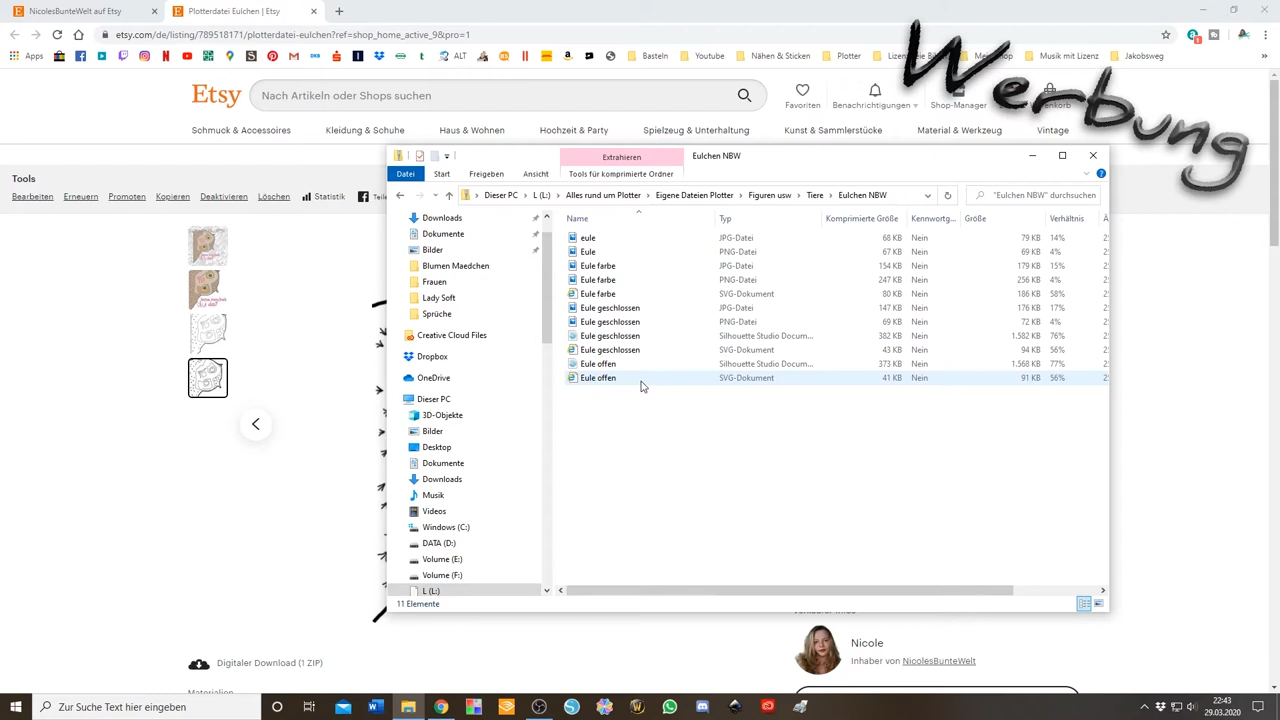 NicolesBunteWelt auf Etsy
Plotterdatei Eulchen | Etsy
etsy.com/de/listing/789518171/plotterdatei-eulchen?ref=shop_home_active_9&pro=1
Apps
ALT
Basteln
Youtube
Nähen & Sticken
Plotter
Musik mit Lizenz
Jakobsweg
Werbung
Etsy
Nach Artikeln oder Shops suchen
Favoriten
Benachrichtigungen
Shop-Manager
Schmuck & Accessoires
Kleidung & Schuhe
Haus & Wohnen
Hochzeit & Party
Spielzeug & Unterhaltung
Kunst & Sammlerstücke
Material & Werkzeug
Vintage
Tools
Bearbeiten
Erneuern
Promoten
Kopieren
Deaktivieren
Löschen
Statistik
Extrahieren
Eulchen NBW
Datei
Start
Freigeben
Ansicht
Tools für komprimierte Ordner
Dieser PC > L (L:) > Alles rund um Plotter > Eigene Dateien Plotter > Figuren usw > Tiere > Eulchen NBW
"Eulchen NBW" durchsuchen
Name Typ Komprimierte Größe Kennwortg... Größe Verhältnis
eule JPG-Datei 68 KB Nein 79 KB 14%
Eule PNG-Datei 67 KB Nein 69 KB 4%
Eule farbe JPG-Datei 154 KB Nein 179 KB 15%
Eule farbe PNG-Datei 247 KB Nein 256 KB 4%
Eule farbe SVG-Dokument 80 KB Nein 186 KB 58%
Eule geschlossen JPG-Datei 147 KB Nein 176 KB 17%
Eule geschlossen PNG-Datei 69 KB Nein 72 KB 4%
Eule geschlossen Silhouette Studio Docum... 382 KB Nein 1.582 KB 76%
Eule geschlossen SVG-Dokument 43 KB Nein 94 KB 56%
Eule offen Silhouette Studio Docum... 373 KB Nein 1.568 KB 77%
Eule offen SVG-Dokument 41 KB Nein 91 KB 56%
Downloads
Dokumente
Bilder
Blumen Maedchen
Frauen
Lady Soft
Sprüche
Creative Cloud Files
Dropbox
OneDrive
Dieser PC
3D-Objekte
Bilder
Desktop
Dokumente
Downloads
Musik
Videos
Windows (C:)
DATA (D:)
Volume (E:)
Volume (F:)
L (L:)
11 Elemente
Nicole
Inhaber von NicolesBunteWelt
Digitaler Download (1 ZIP)
Zur Suche Text hier eingeben
22:43
29.03.2020